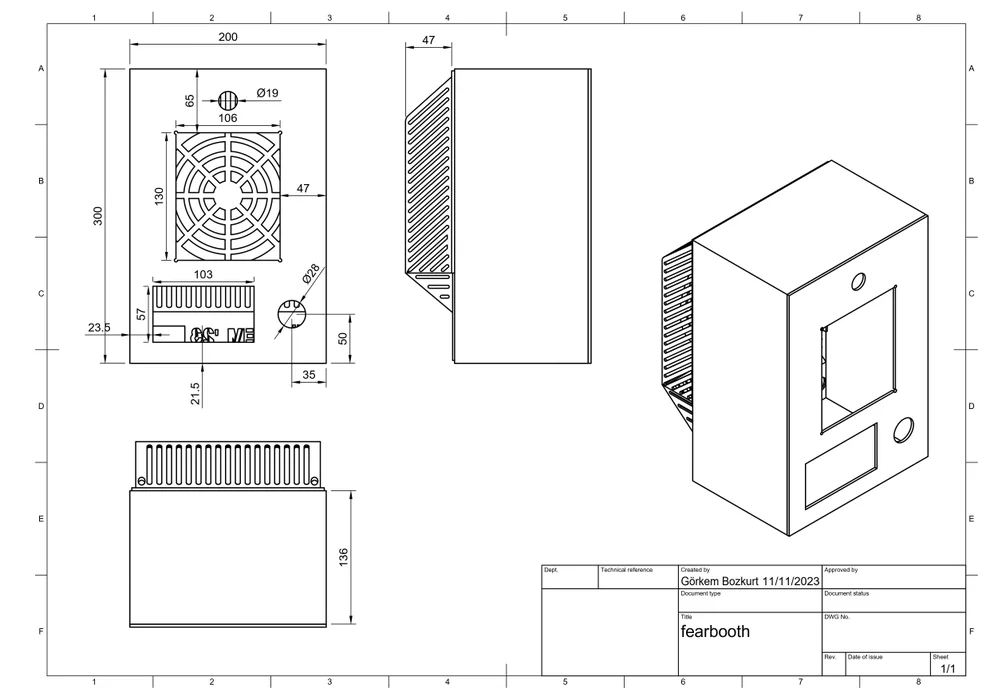 1 2 3 4 5 6 7 8
A A
B B
C C
D D
E E
F F
200
65
Ø19
106
130
47
300
103
57
23.5
Ø28
50
35
21.5
47
136
Dept.
Technical reference
Created by
Approved by
Görkem Bozkurt 11/11/2023
Document type
Document status
Title
DWG No.
fearbooth
Rev.
Date of issue
Sheet
1/1
1 2 3 4 5 6 7 8